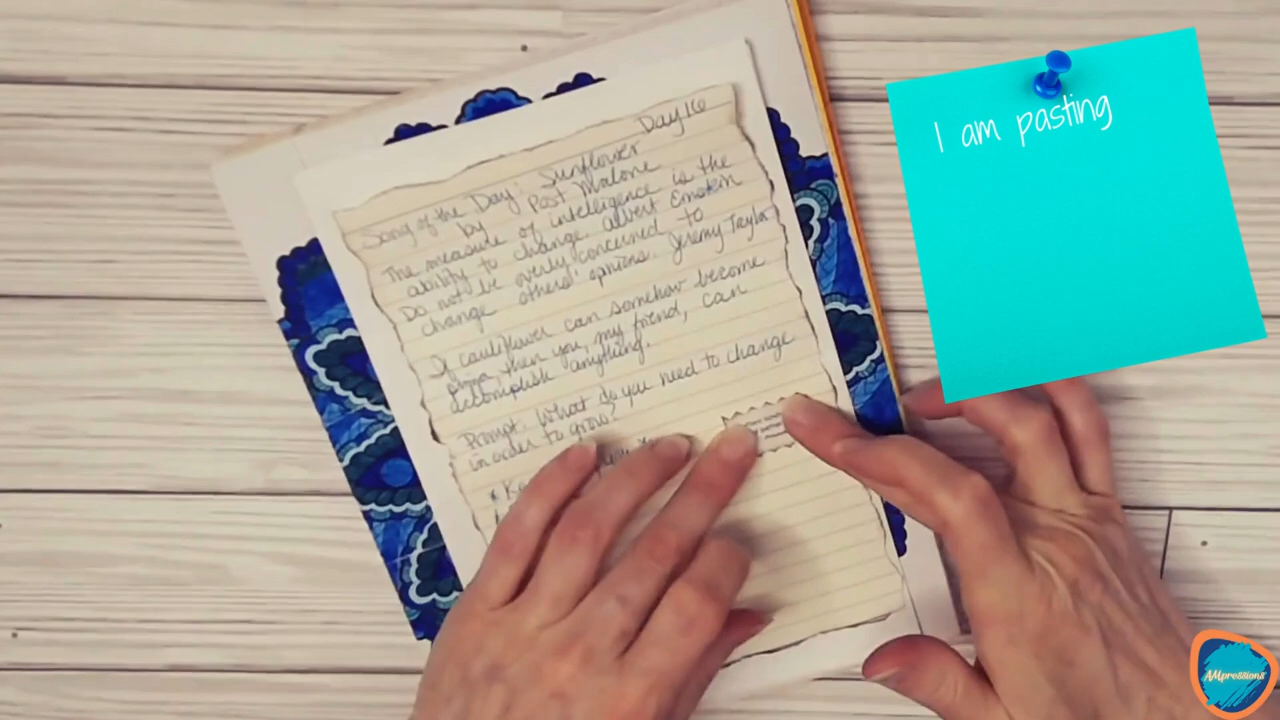 I am pasting
Day 16
Song of the Day: Sunflower
by Post Malone
The measure of intelligence is the
ability to change. Albert Einstein
Do not be overly concerned to
change others' opinions. Jeremy Taylor
If cauliflower can somehow become
pizza, then you, my friend, can
accomplish anything.
Prompt: What do you need to change
in order to grow?
AMpressions